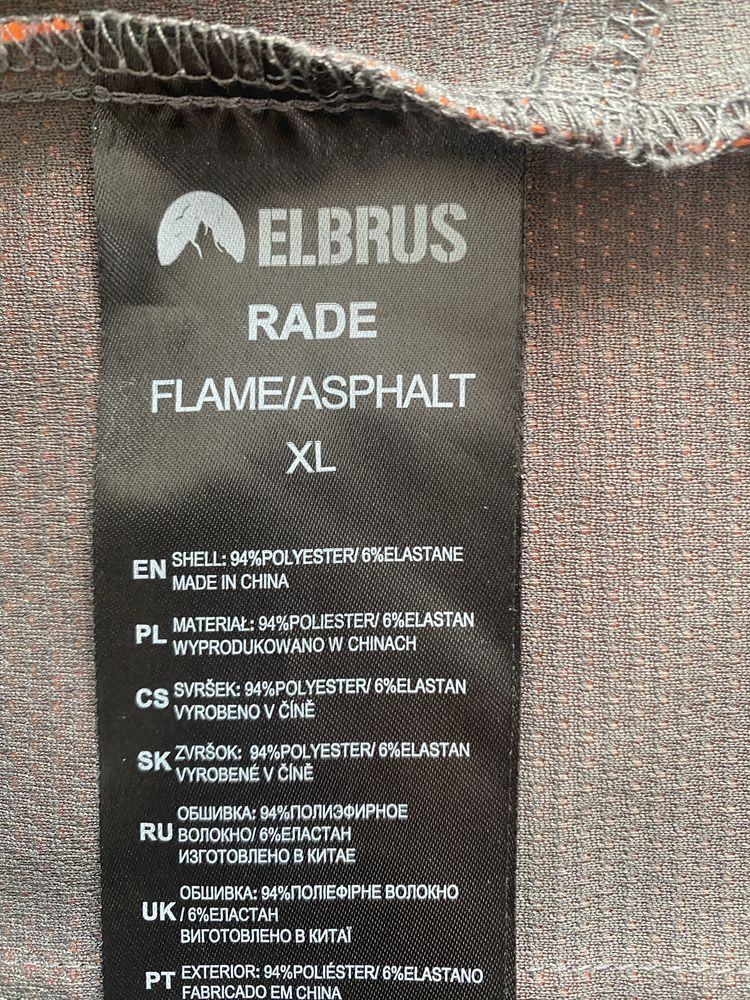 ELBRUS
RADE
FLAME/ASPHALT
XL
EN SHELL: 94%POLYESTER/ 6%ELASTANE
MADE IN CHINA
PL MATERIAŁ: 94%POLIESTER/ 6%ELASTAN
WYPRODUKOWANO W CHINACH
CS SVRŠEK: 94%POLYESTER/ 6%ELASTAN
VYROBENO V ČÍNĚ
SK ZVRŠOK: 94%POLYESTER/ 6%ELASTAN
VYROBENÉ V ČÍNĚ
ОБШИВКА: 94%ПОЛИЭФИРНОЕ
RU ВОЛОКНО/ 6%ЕЛАСТАН
ИЗГОТОВЛЕНО В КИТАЕ
ОБШИВКА: 94%ПОЛІЕФІРНЕ ВОЛОКНО
UK / 6%ЕЛАСТАН
ВИГОТОВЛЕНО В КИТАЇ
PT EXTERIOR: 94%POLIÉSTER/ 6%ELASTANO
FABRICADO EM CHINA